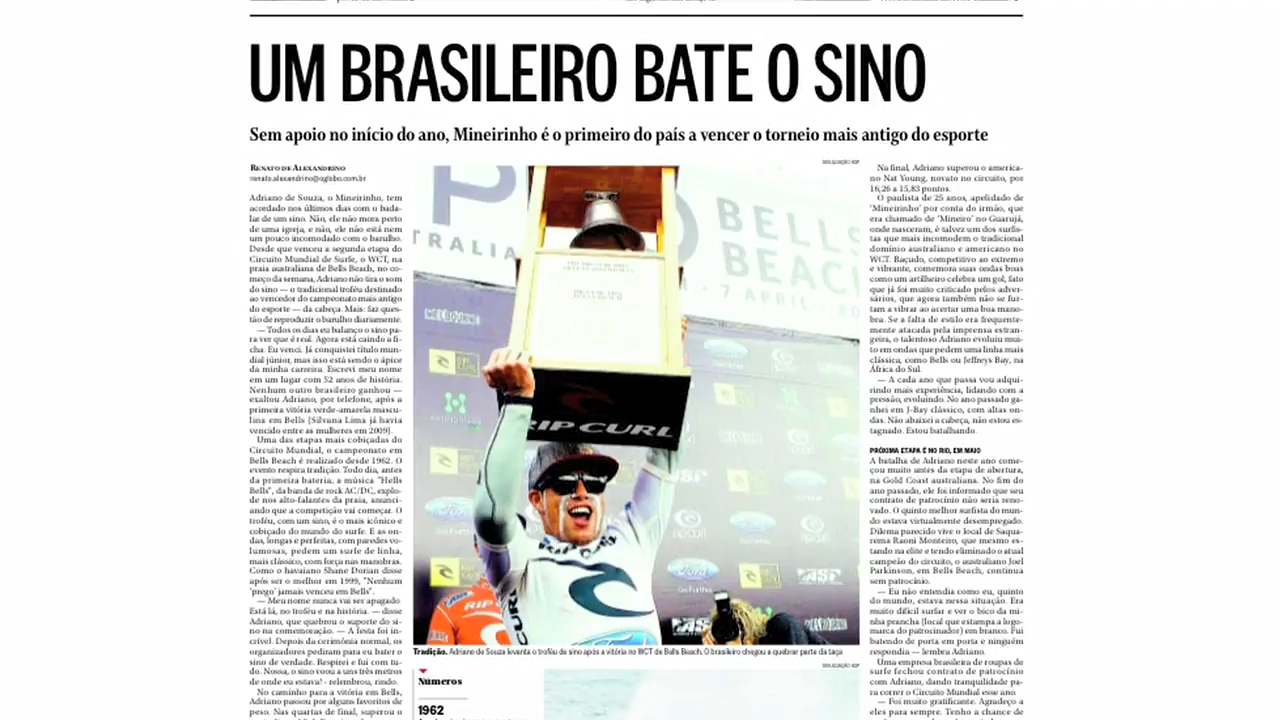 UM BRASILEIRO BATE O SINO
Sem apoio no início do ano, Mineirinho é o primeiro do país a vencer o torneio mais antigo do esporte
RENATO DE ALEXANDRINO
renato.alexandrino@oglobo.com.br
Adriano de Souza, o Mineirinho, tem
acordado nos últimos dias com o bada-
lar de um sino. Não, ele não mora perto
de uma igreja, e não, ele não está nem
um pouco incomodado com o barulho.
Desde que venceu a segunda etapa do
Circuito Mundial de Surfe, o WCT, na
praia australiana de Bells Beach, no co-
meço da semana, Adriano não tira o som
do sino — o tradicional troféu destinado
ao vencedor do campeonato mais antigo
do esporte — da cabeça. Mais: faz ques-
tão de reproduzir o barulho diariamente.
— Todos os dias eu balanço o sino pa-
ra ver que é real. Agora está caindo a fi-
cha. Eu venci. Já conquistei título mun-
dial júnior, mas isso está sendo o ápice
da minha carreira. Escrevi meu nome
em um lugar com 52 anos de história.
Nenhum outro brasileiro ganhou —
exaltou Adriano, por telefone, após a
primeira vitória verde-amarela mascu-
lina em Bells (Silvana Lima já havia
vencido entre as mulheres em 2009).
Uma das etapas mais cobiçadas do
Circuito Mundial, o campeonato em
Bells Beach é realizado desde 1962. O
evento respira tradição. Todo dia, antes
da primeira bateria, a música "Hells
Bells", da banda de rock AC/DC, explo-
de nos alto-falantes da praia, anunci-
ando que a competição vai começar. O
troféu, com um sino, é o mais icônico e
cobiçado do mundo do surfe. E as on-
das, longas e perfeitas, com paredes vo-
lumosas, pedem um surfe de linha,
mais clássico, com força nas manobras.
Como o havaiano Shane Dorian disse
após ser o melhor em 1999, "Nenhum
'prego' jamais venceu em Bells".
— Meu nome nunca vai ser apagado.
Está lá, no troféu e na história. — disse
Adriano, que quebrou o suporte do si-
no na comemoração. — A festa foi in-
crível. Depois da cerimônia normal, os
organizadores pediram para eu bater o
sino de verdade. Respirei e fui com tu-
do. Nossa, o sino voou a uns três metros
de onde eu estava! - relembrou, rindo.
No caminho para a vitória em Bells,
Adriano passou por alguns favoritos de
peso. Nas quartas de final, superou o
DIVULGAÇÃO/ASP
TRALIA
BELLS
BEACH
- 7 APRIL
MELBOURNE
RIP CURL
Ford
Go Further
ASP
MELBOURNE
RIP C
CURL
Tradição. Adriano de Souza levanta o troféu de sino após a vitória no WCT de Bells Beach. O brasileiro chegou a quebrar parte da taça
DIVULGAÇÃO/ASP
Números
1962
Na final, Adriano superou o america-
no Nat Young, novato no circuito, por
16,26 a 15,83 pontos.
O paulista de 25 anos, apelidado de
'Mineirinho' por conta do irmão, que
era chamado de 'Mineiro' no Guarujá,
onde nasceram, é talvez um dos surfis-
tas que mais incomodem o tradicional
domínio australiano e americano no
WCT. Raçudo, competitivo ao extremo
e vibrante, comemora suas ondas boas
como um artilheiro celebra um gol, fato
que já foi muito criticado pelos adver-
sários, que agora também não se fur-
tam a vibrar ao acertar uma boa mano-
bra. Se a falta de estilo era frequente-
mente atacada pela imprensa estran-
geira, o talentoso Adriano evoluiu mui-
to em ondas que pedem uma linha mais
clássica, como Bells ou Jeffreys Bay, na
África do Sul.
— A cada ano que passa vou adqui-
rindo mais experiência, lidando com a
pressão, evoluindo. No ano passado ga-
nhei em J-Bay clássico, com altas on-
das. Não abaixei a cabeça, não estou es-
tagnado. Estou batalhando.
PRÓXIMA ETAPA É NO RIO, EM MAIO
A batalha de Adriano neste ano come-
çou muito antes da etapa de abertura,
na Gold Coast australiana. No fim do
ano passado, ele foi informado que seu
contrato de patrocínio não seria reno-
vado. O quinto melhor surfista do mun-
do estava virtualmente desempregado.
Dilema parecido vive o local de Saqua-
rema Raoni Monteiro, que mesmo es-
tando na elite e tendo eliminado o atual
campeão do circuito, o australiano Joel
Parkinson, em Bells Beach, continua
sem patrocínio.
— Eu não entendia como eu, quinto
do mundo, estava nessa situação. Era
muito difícil surfar e ver o bico da mi-
nha prancha (local que estampa a logo-
marca do patrocinador) em branco. Fui
batendo de porta em porta e ninguém
respondia — lembra Adriano.
Uma empresa brasileira de roupas de
surfe fechou contrato de patrocínio
com Adriano, dando tranquilidade pa-
ra correr o Circuito Mundial esse ano.
— Foi muito gratificante. Agradeço a
eles para sempre. Tenho a chance de